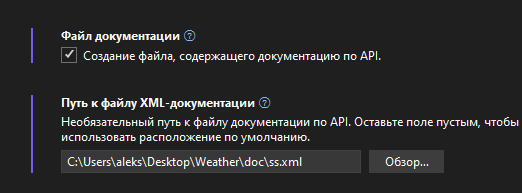 Файл документации
Создание файла, содержащего документацию по API.
Путь к файлу XML-документации
Необязательный путь к файлу документации по API. Оставьте поле пустым, чтобы
использовать расположение по умолчанию.
C:\Users\aleks\Desktop\Weather\doc\ss.xml
Обзор...